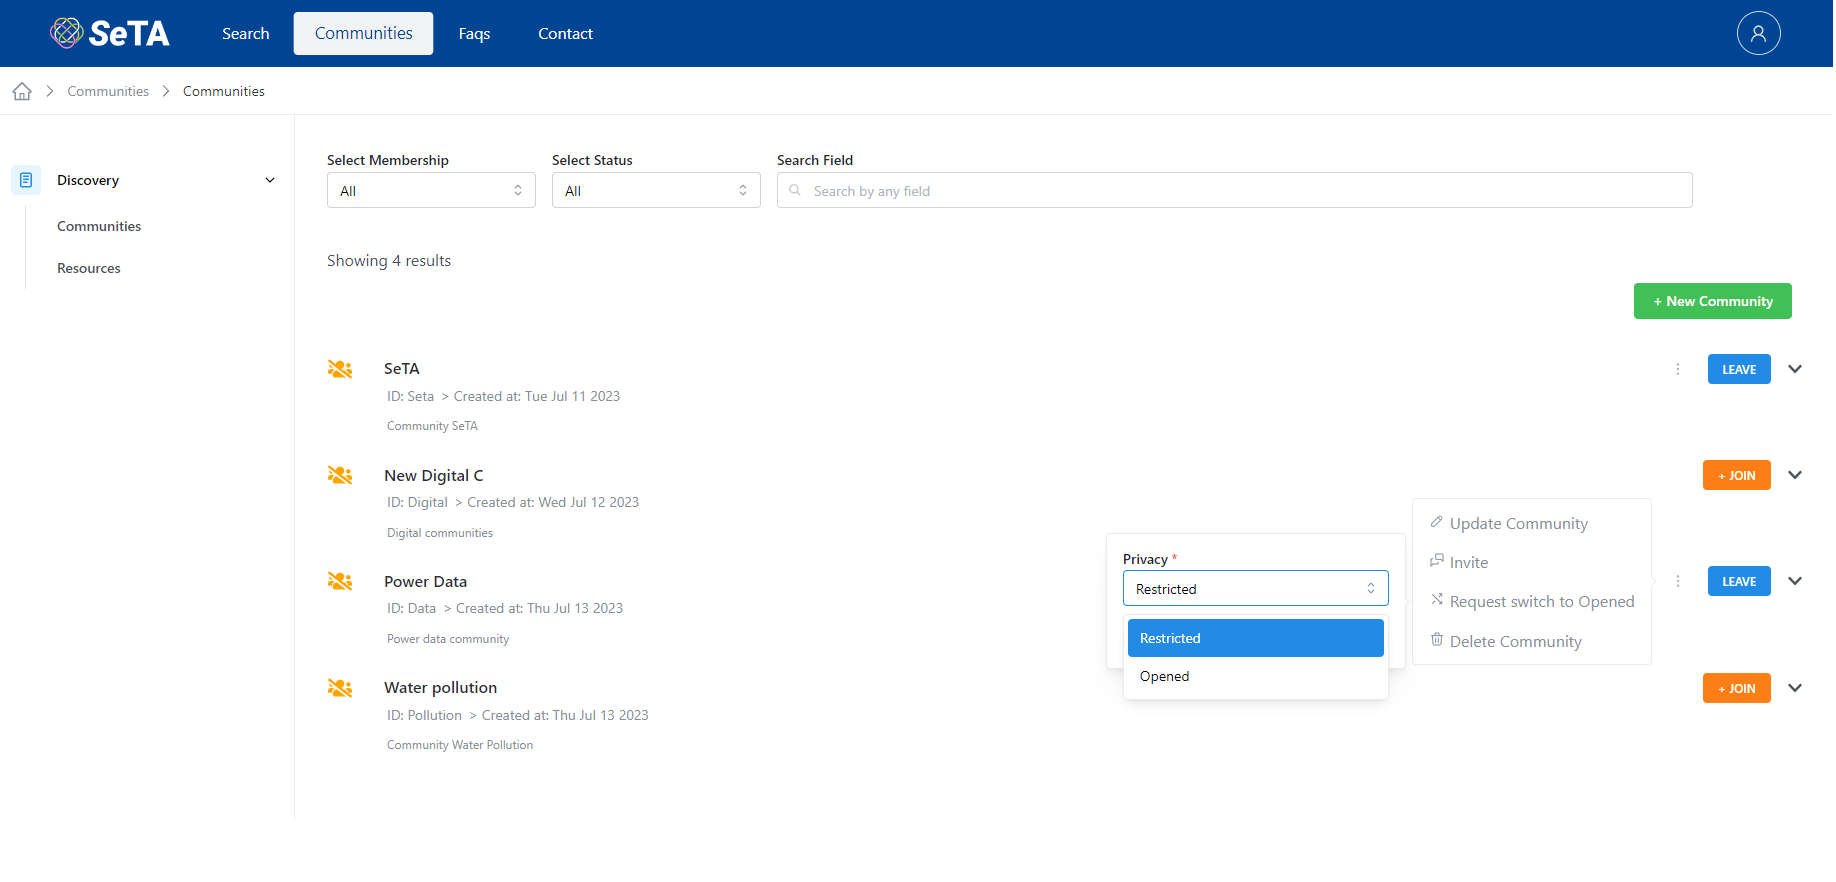 SeTA
Search
Communities
Faqs
Contact
Communities
Communities
Discovery
Communities
Resources
Select Membership
All
Select Status
All
Search Field
Search by any field
Showing 4 results
+ New Community
SeTA
ID: Seta > Created at: Tue Jul 11 2023
Community SeTA
LEAVE
New Digital C
ID: Digital > Created at: Wed Jul 12 2023
Digital communities
+ JOIN
Power Data
ID: Data > Created at: Thu Jul 13 2023
Power data community
Privacy *
Restricted
Restricted
Opened
Update Community
Invite
Request switch to Opened
Delete Community
LEAVE
Water pollution
ID: Pollution > Created at: Thu Jul 13 2023
Community Water Pollution
+ JOIN